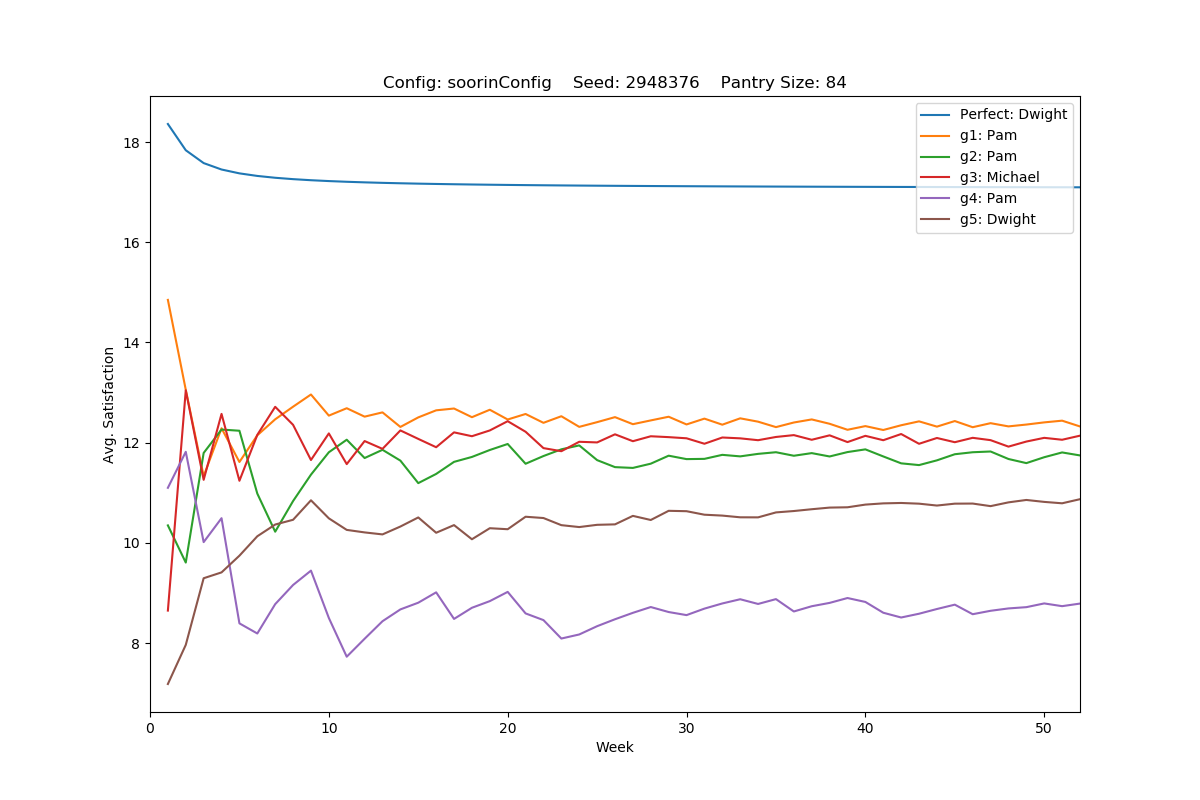 Config: soorinConfig    Seed: 2948376    Pantry Size: 84
Perfect: Dwight
g1: Pam
g2: Pam
g3: Michael
g4: Pam
g5: Dwight
Avg. Satisfaction
18
16
14
12
10
8
0 10 20 30 40 50
Week